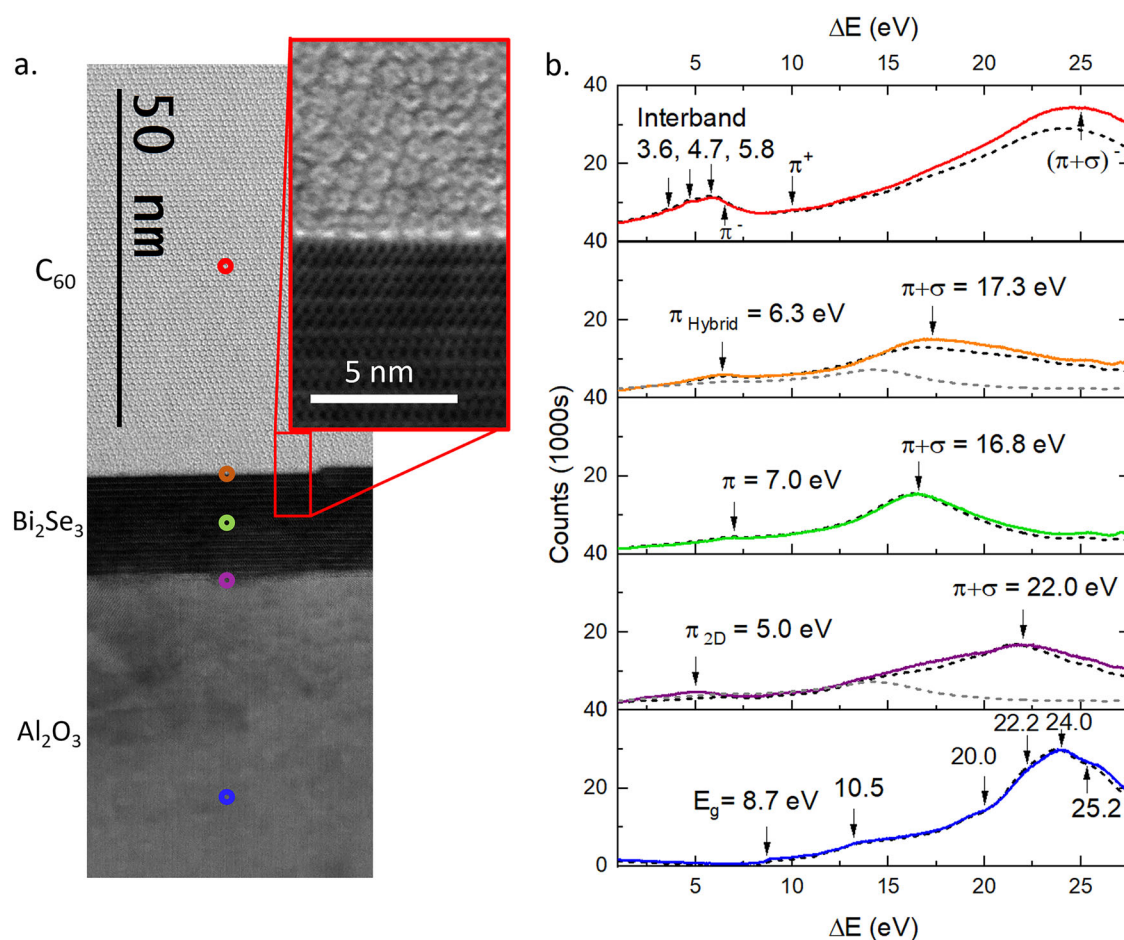 a.
50 nm
5 nm
C60
Bi2Se3
Al2O3
b.
ΔE (eV)
5 10 15 20 25
40
20
40
20
40
20
40
20
40
20
0
Counts (1000s)
Interband
3.6, 4.7, 5.8
π+
π-
(π+σ)-
π Hybrid = 6.3 eV
π+σ = 17.3 eV
π = 7.0 eV
π+σ = 16.8 eV
π 2D = 5.0 eV
π+σ = 22.0 eV
Eg= 8.7 eV
10.5
20.0
22.2
24.0
25.2
5 10 15 20 25
ΔE (eV)